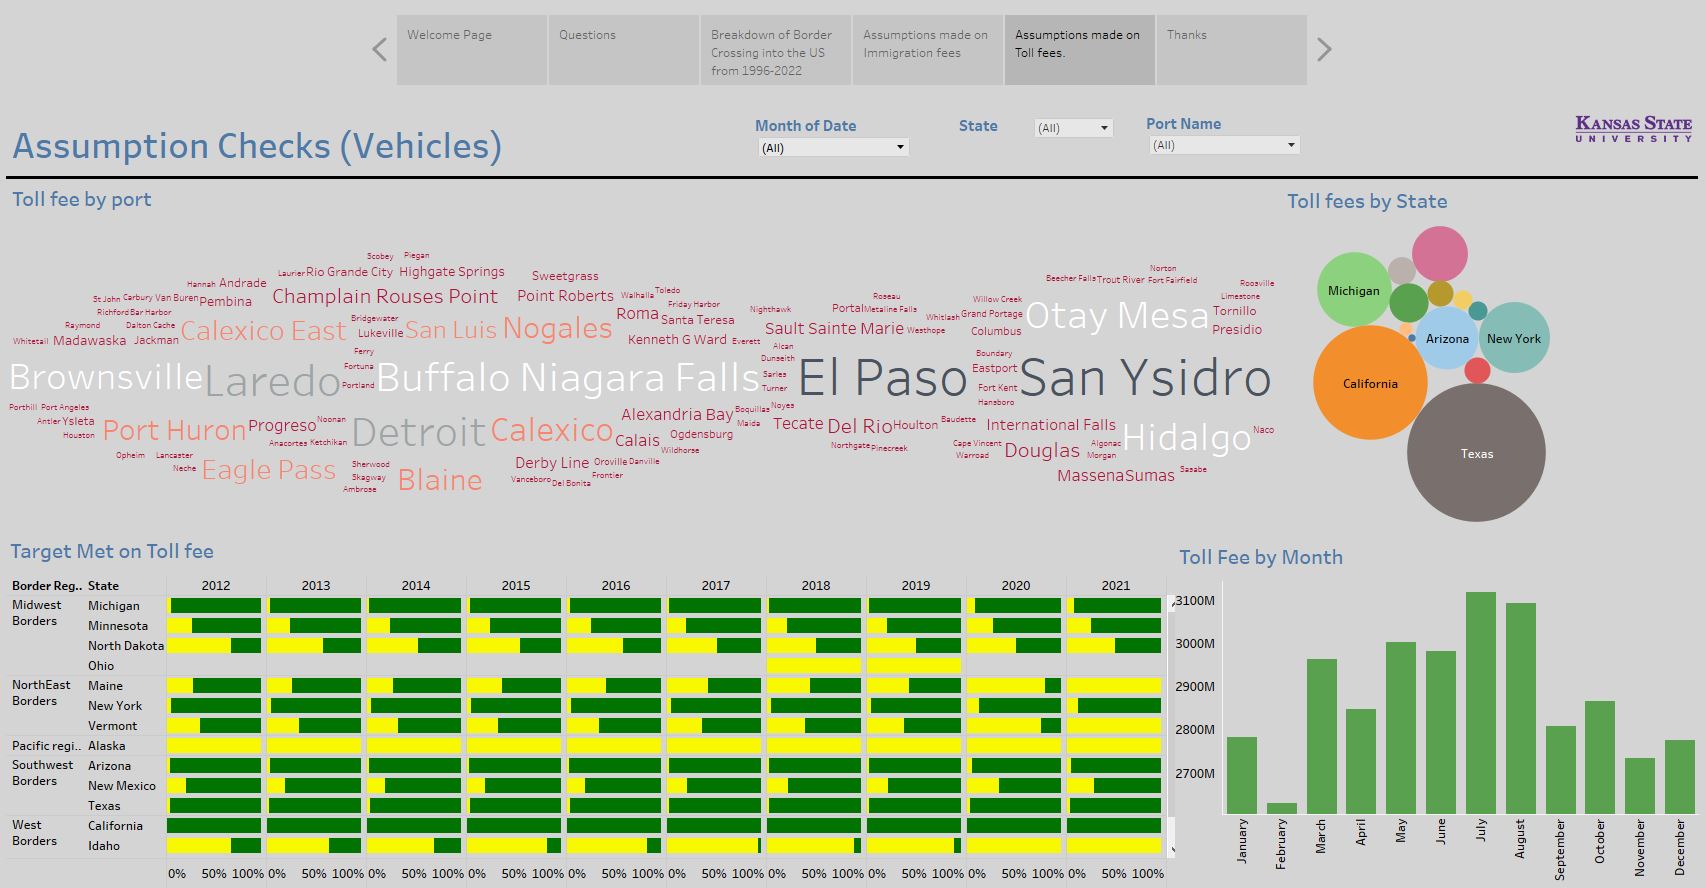 Welcome Page
Questions
Breakdown of Border
Crossing into the US
from 1996-2022
Assumptions made on
Immigration fees
Assumptions made on
Toll fees.
Thanks
Assumption Checks (Vehicles)
Month of Date
(All)
State
(All)
Port Name
(All)
KANSAS STATE
UNIVERSITY
Toll fee by port
Scobey Piegan
Laurier Rio Grande City Highgate Springs
Hannah Andrade
Sweetgrass
St John Carbury Van Buren Pembina
Champlain Rouses Point
Point Roberts
Walhalla Toledo
Friday Harbor
Richford Bar Harbor
Bridgewater
Roma
Santa Teresa
Raymond Dalton Cache
Calexico East
Lukeville San Luis Nogales
Whitetail Madawaska Jackman
Kenneth G Ward Everett
Nighthawk
Portal
Roseau
Metaline Falls
Sault Sainte Marie Westhope
Whitlash
Willow Creek
Grand Portage
Columbus
Beecher Falls Trout River
Norton
Fort Fairfield
Otay Mesa
Roosville
Limestone
Tornillo
Presidio
Ferry
Fortuna
Portland
Alcan
Dunseith
Sarles
Turner
Boundary
Eastport
Fort Kent
Hansboro
Brownsville Laredo Buffalo Niagara Falls El Paso San Ysidro
Porthill Port Angeles
Antler Ysleta
Houston
Port Huron Progreso Noonan
Anacortes Ketchikan
Detroit Calexico
Alexandria Bay
Calais
Boquillas Noyes
Maida
Ogdensburg
Wildhorse
Tecate Del Rio Houlton
Baudette
International Falls
Northgate Pinecreek
Cape Vincent
Warroad
Douglas
Algonac
Morgan
Hidalgo Naco
Opheim Lancaster
Neche
Eagle Pass
Sherwood
Skagway
Ambrose
Blaine
Derby Line Oroville Danville
Vanceboro Del Bonita Frontier
Massena Sumas Sasabe
Toll fees by State
Michigan
Arizona
New York
California
Texas
Target Met on Toll fee
Border Reg.. State 2012 2013 2014 2015 2016 2017 2018 2019 2020 2021
Midwest
Borders
Michigan
Minnesota
North Dakota
Ohio
NorthEast
Borders
Maine
New York
Vermont
Pacific regi.. Alaska
Southwest
Borders
Arizona
New Mexico
Texas
West
Borders
California
Idaho
0% 50% 100% 0% 50% 100% 0% 50% 100% 0% 50% 100% 0% 50% 100% 0% 50% 100% 0% 50% 100% 0% 50% 100% 0% 50% 100% 0% 50% 100%
Toll Fee by Month
3100M
3000M
2900M
2800M
2700M
January
February
March
April
May
June
July
August
September
October
November
December